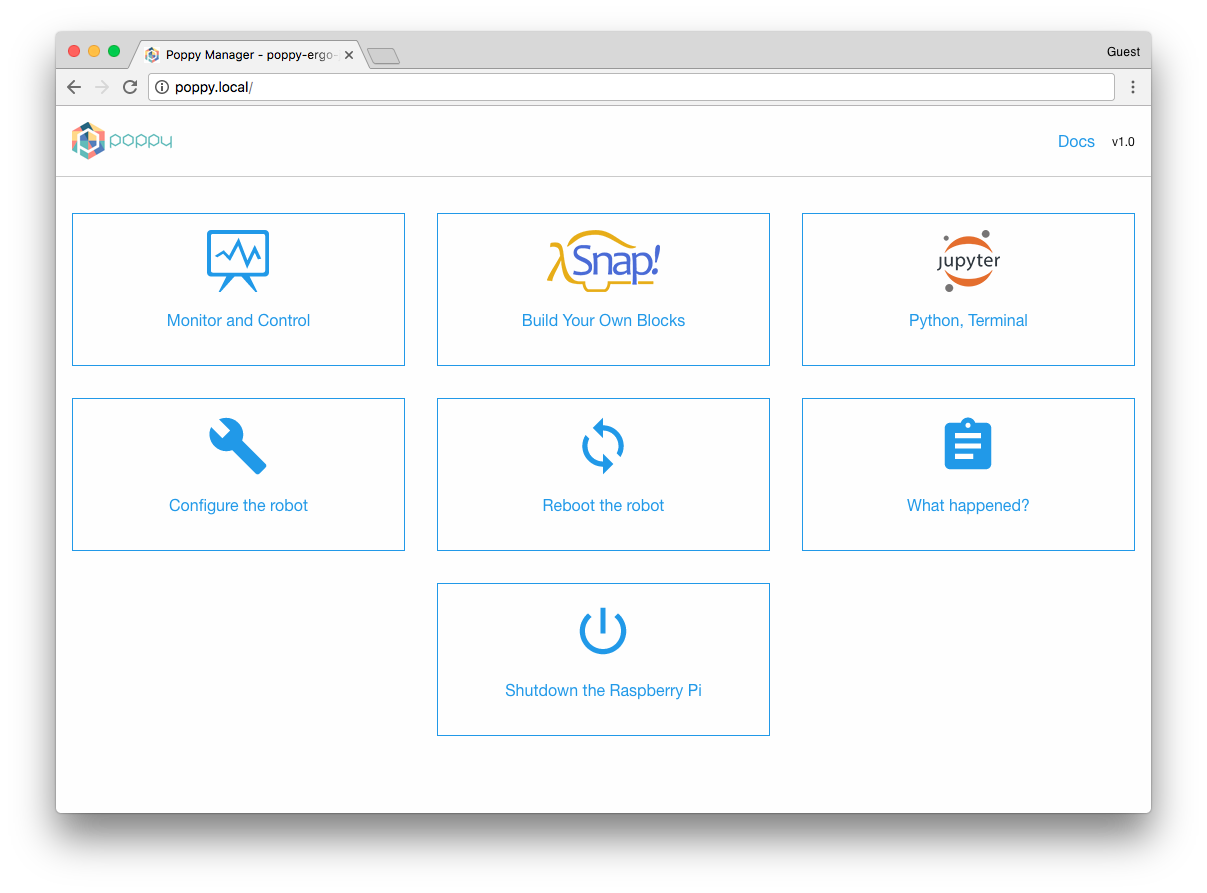 Poppy Manager - poppy-ergo-
Guest
poppy.local/
poppy
Docs v1.0
λSnap!
Build Your Own Blocks
jupyter
Monitor and Control
Python, Terminal
Configure the robot
Reboot the robot
What happened?
Shutdown the Raspberry Pi